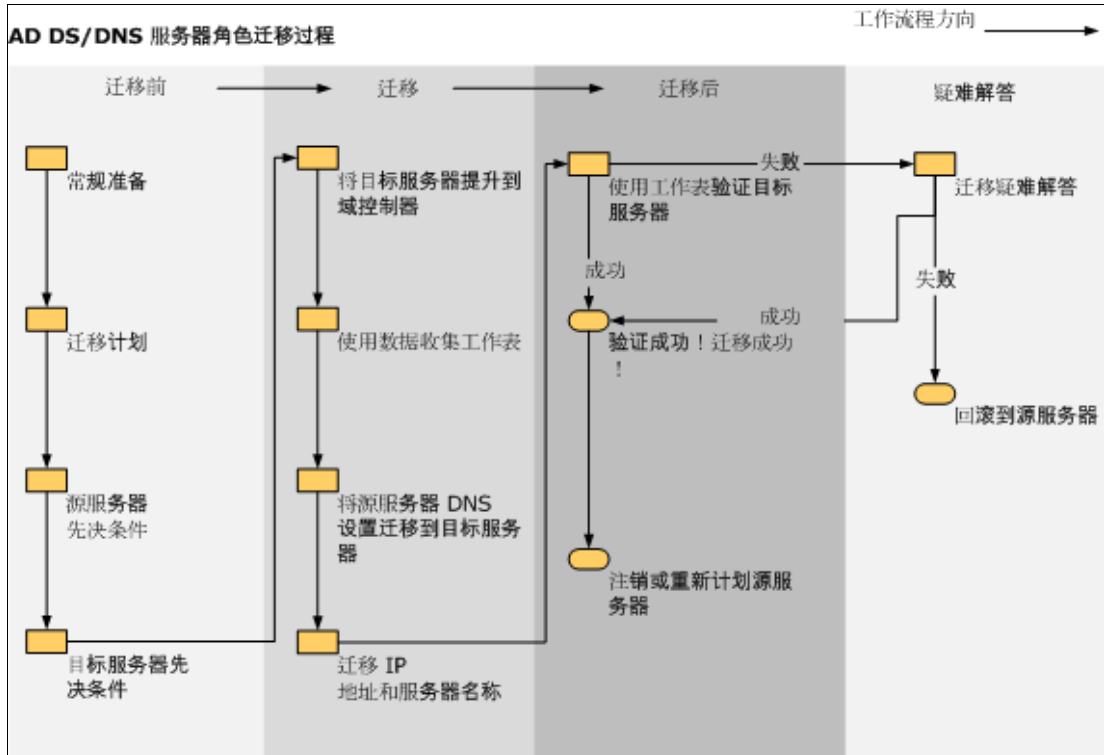 工作流程方向
AD DS/DNS 服务器角色迁移过程
迁移前
迁移
迁移后
疑难解答
常规准备
迁移计划
源服务器
先决条件
目标服务器先
决条件
将目标服务器提升到
域控制器
使用数据收集工作表
将源服务器 DNS
设置迁移到目标服务
器
迁移 IP
地址和服务器名称
使用工作表验证目标
服务器
失败
成功
验证成功！迁移成功
！
注销或重新计划源服
务器
迁移疑难解答
失败
成功
回滚到源服务器